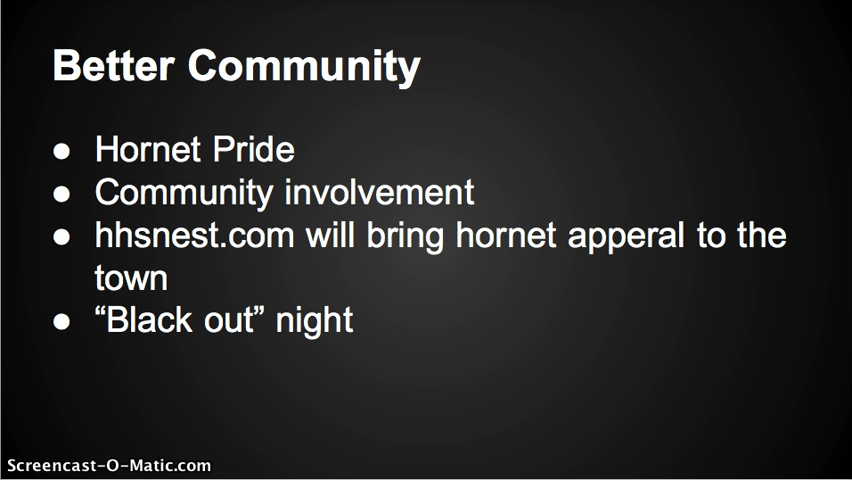 Better Community
● Hornet Pride
● Community involvement
● hhsnest.com will bring hornet apperal to the
town
● “Black out” night
Screencast-O-Matic.com